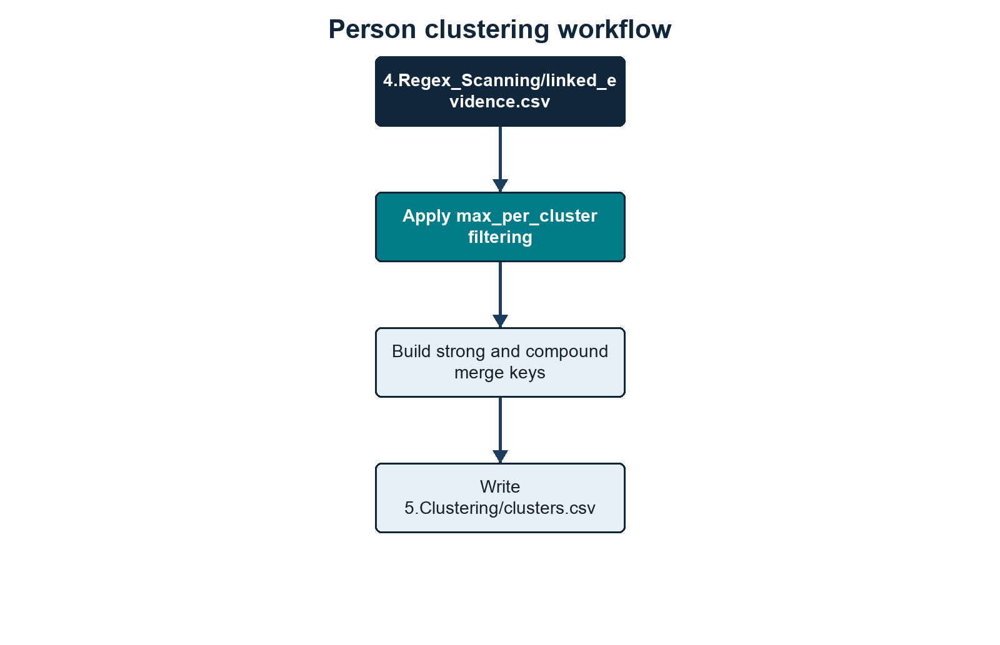 Person clustering workflow
4.Regex_Scanning/linked_e
vidence.csv
Apply max_per_cluster
filtering
Build strong and compound
merge keys
Write
5.Clustering/clusters.csv